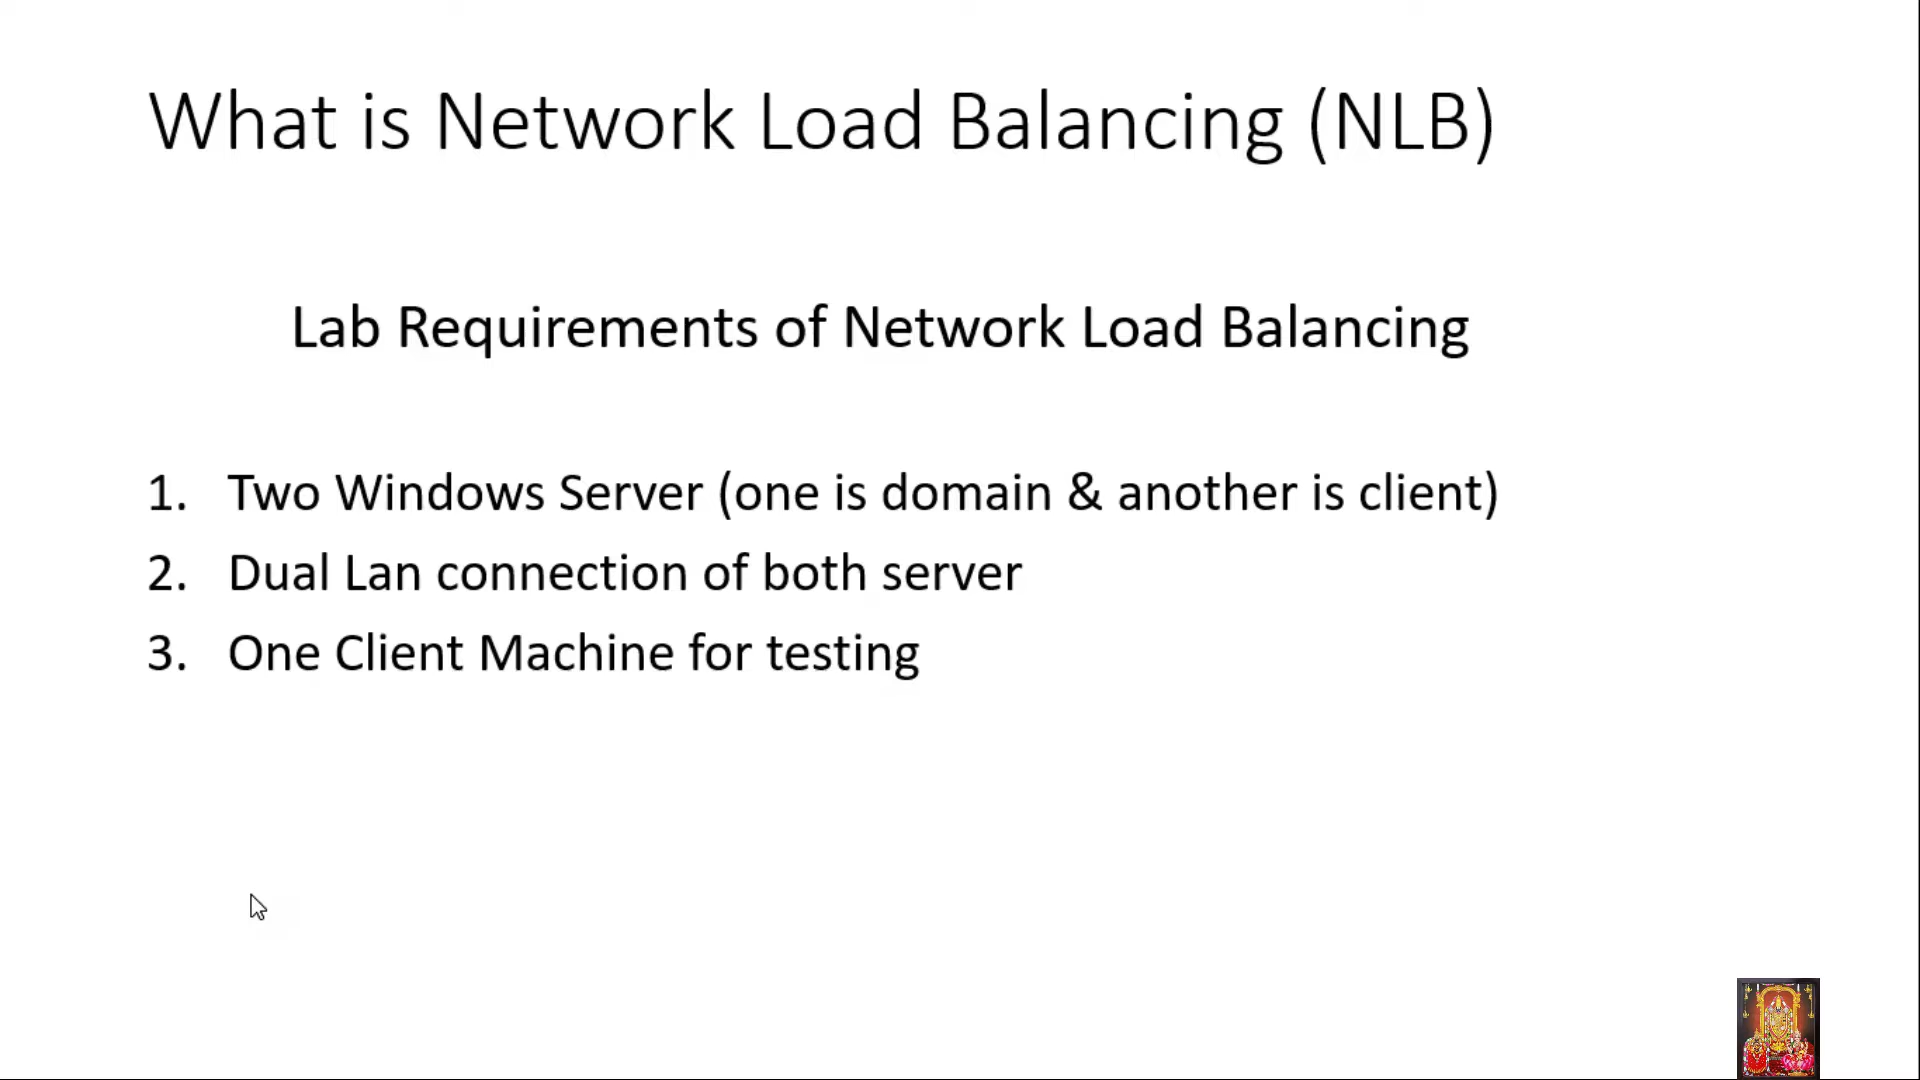 What is Network Load Balancing (NLB)
Lab Requirements of Network Load Balancing
1. Two Windows Server (one is domain & another is client)
2. Dual Lan connection of both server
3. One Client Machine for testing